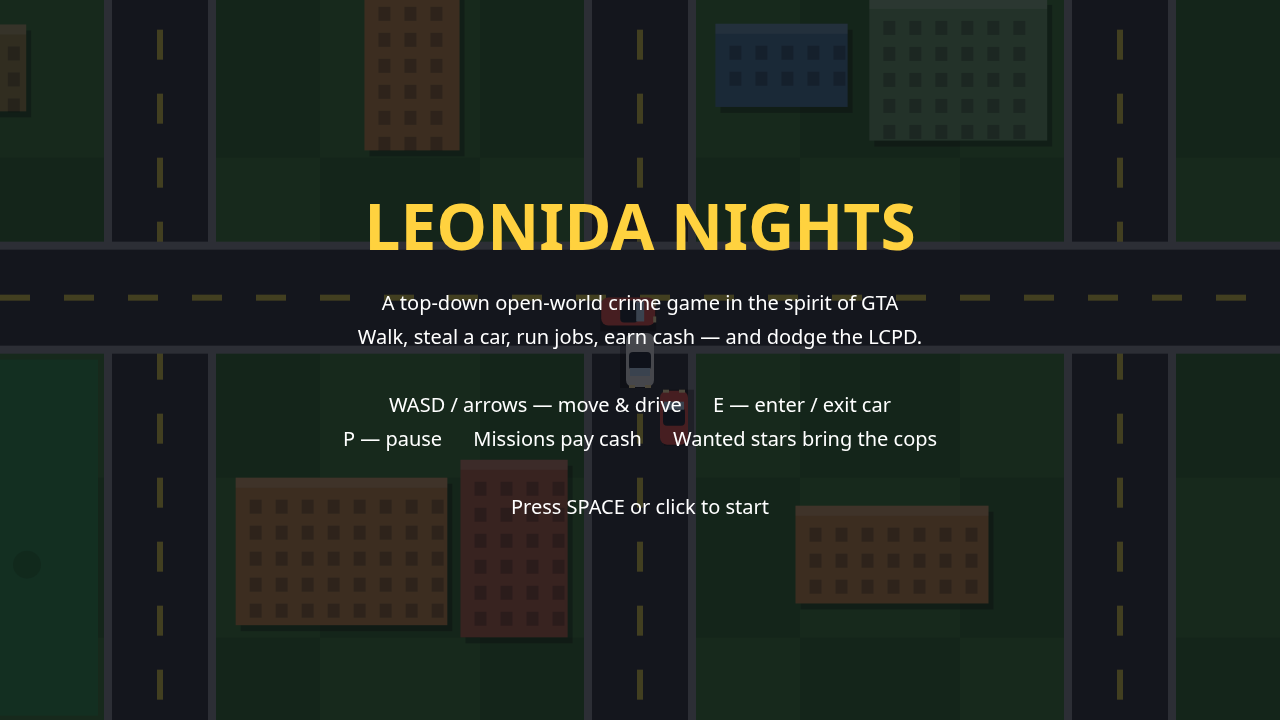 LEONIDA NIGHTS
A top-down open-world crime game in the spirit of GTA
Walk, steal a car, run jobs, earn cash — and dodge the LCPD.
WASD / arrows — move & drive E — enter / exit car
P — pause Missions pay cash Wanted stars bring the cops
Press SPACE or click to start